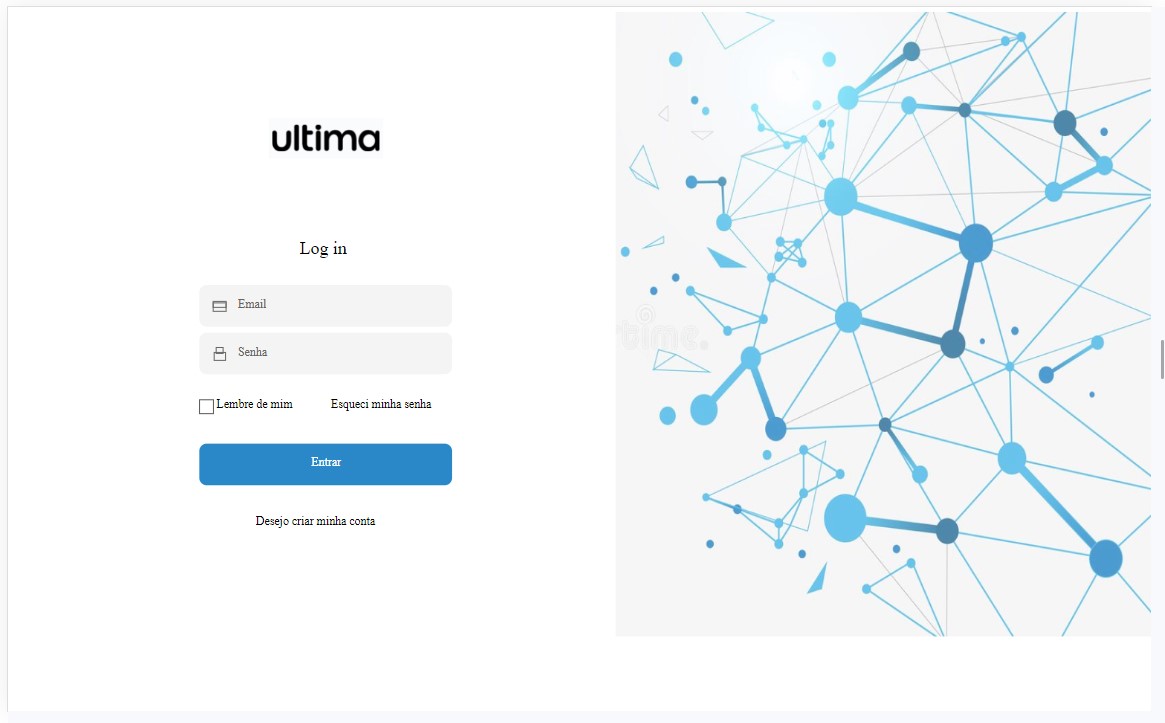 ultima
Log in
Email
Senha
Lembre de mim Esqueci minha senha
Entrar
Desejo criar minha conta
time.